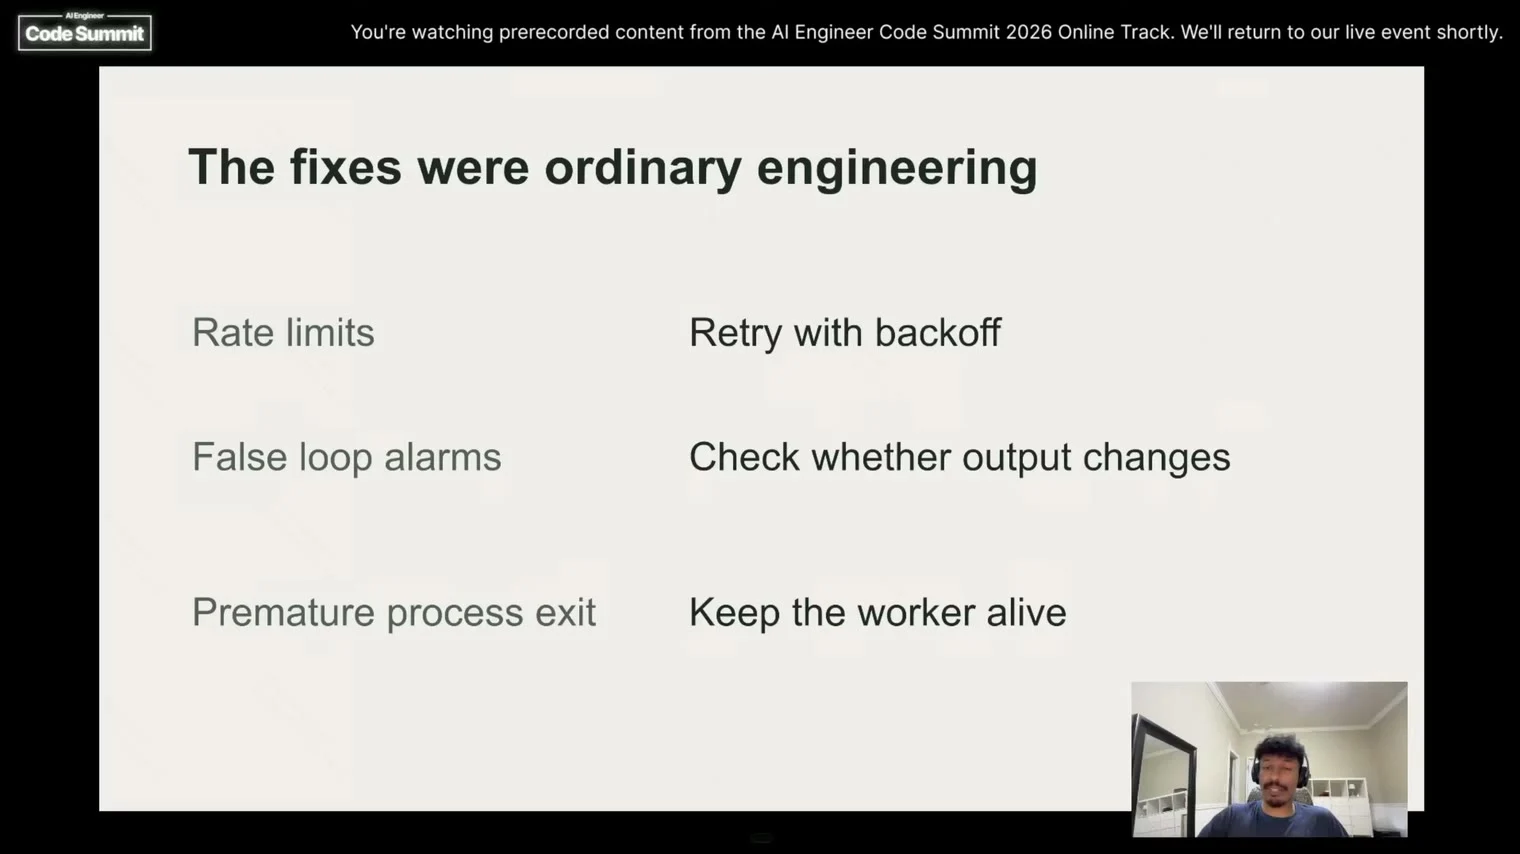 AI Engineer
Code Summit
You're watching prerecorded content from the AI Engineer Code Summit 2026 Online Track. We'll return to our live event shortly.
The fixes were ordinary engineering
Rate limits
Retry with backoff
False loop alarms
Check whether output changes
Premature process exit
Keep the worker alive